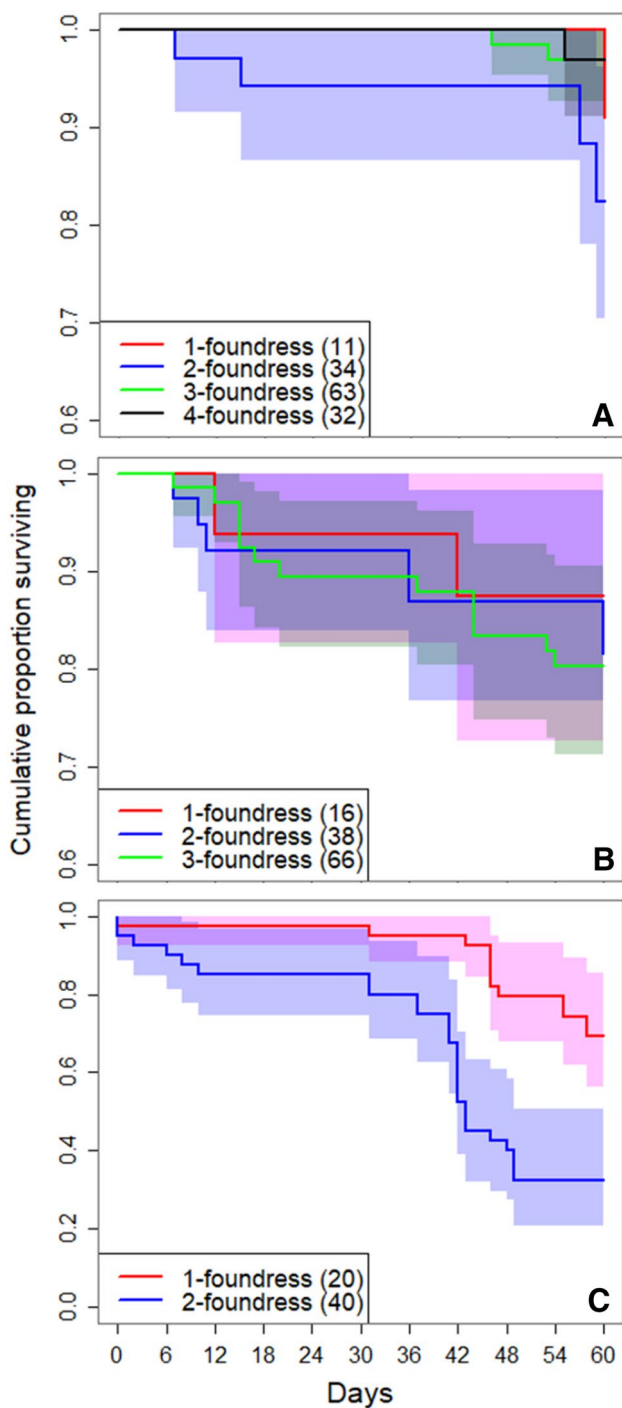 1.0
0.9
0.8
0.7
0.6
1-foundress (11)
2-foundress (34)
3-foundress (63)
4-foundress (32)
A
Cumulative proportion surviving
1.0
0.9
0.8
0.7
0.6
1-foundress (16)
2-foundress (38)
3-foundress (66)
B
1.0
0.8
0.6
0.4
0.2
0.0
1-foundress (20)
2-foundress (40)
C
0 6 12 18 24 30 36 42 48 54 60
Days